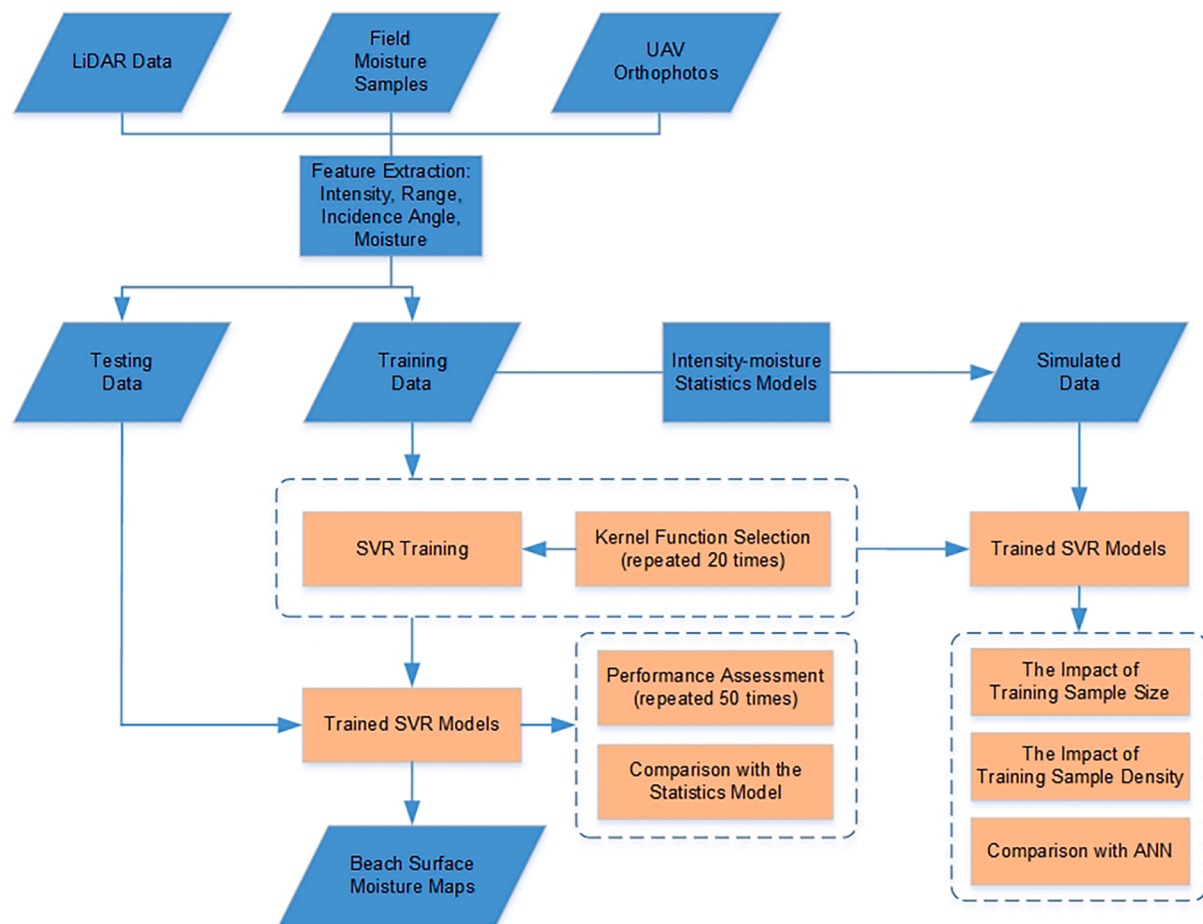 LiDAR Data
Field
Moisture
Samples
UAV
Orthophotos
Feature Extraction:
Intensity, Range,
Incidence Angle,
Moisture
Testing
Data
Training
Data
Intensity-moisture
Statistics Models
Simulated
Data
SVR Training
Kernel Function Selection
(repeated 20 times)
Trained SVR Models
Performance Assessment
(repeated 50 times)
The Impact of
Training Sample Size
Trained SVR Models
Comparison with the
Statistics Model
The Impact of
Training Sample Density
Beach Surface
Moisture Maps
Comparison with ANN